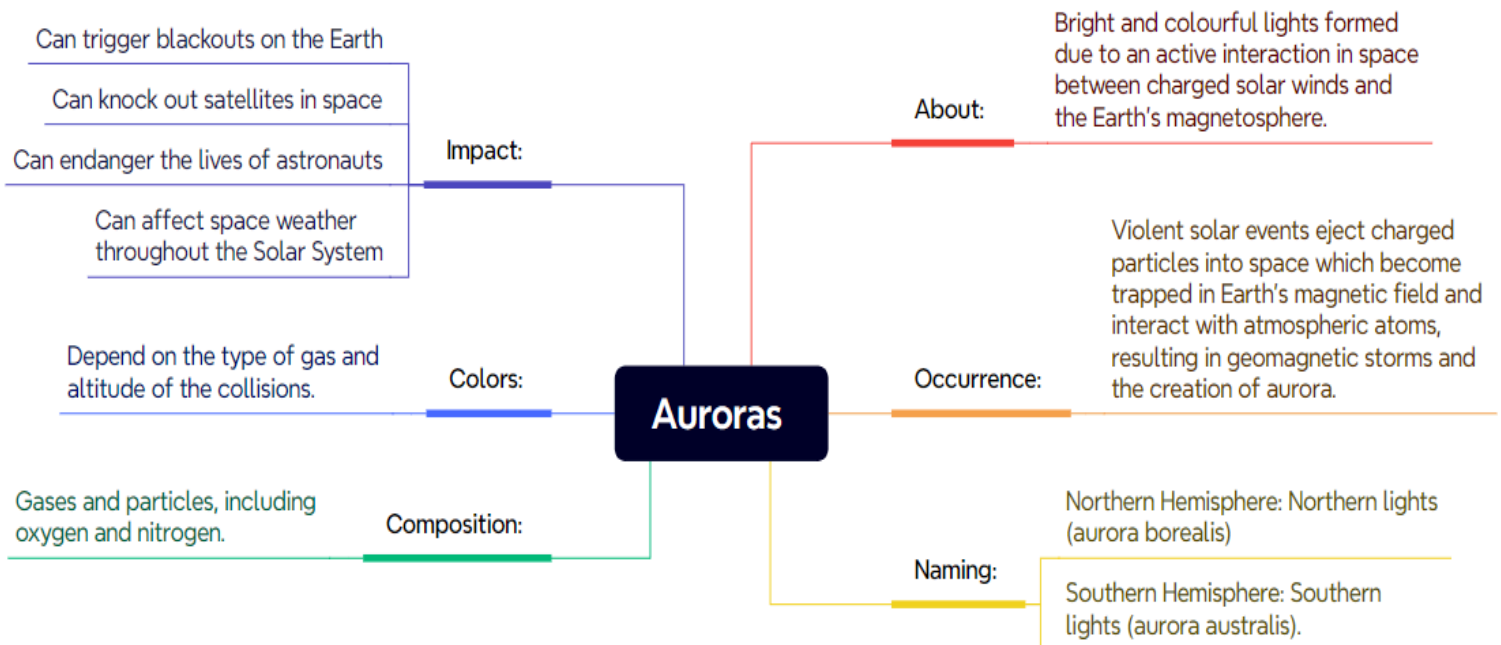 Auroras
About:
Bright and colourful lights formed
due to an active interaction in space
between charged solar winds and
the Earth's magnetosphere.
Occurrence:
Violent solar events eject charged
particles into space which become
trapped in Earth's magnetic field and
interact with atmospheric atoms,
resulting in geomagnetic storms and
the creation of aurora.
Naming:
Northern Hemisphere: Northern lights
(aurora borealis)
Southern Hemisphere: Southern
lights (aurora australis).
Impact:
Can trigger blackouts on the Earth
Can knock out satellites in space
Can endanger the lives of astronauts
Can affect space weather
throughout the Solar System
Colors:
Depend on the type of gas and
altitude of the collisions.
Composition:
Gases and particles, including
oxygen and nitrogen.